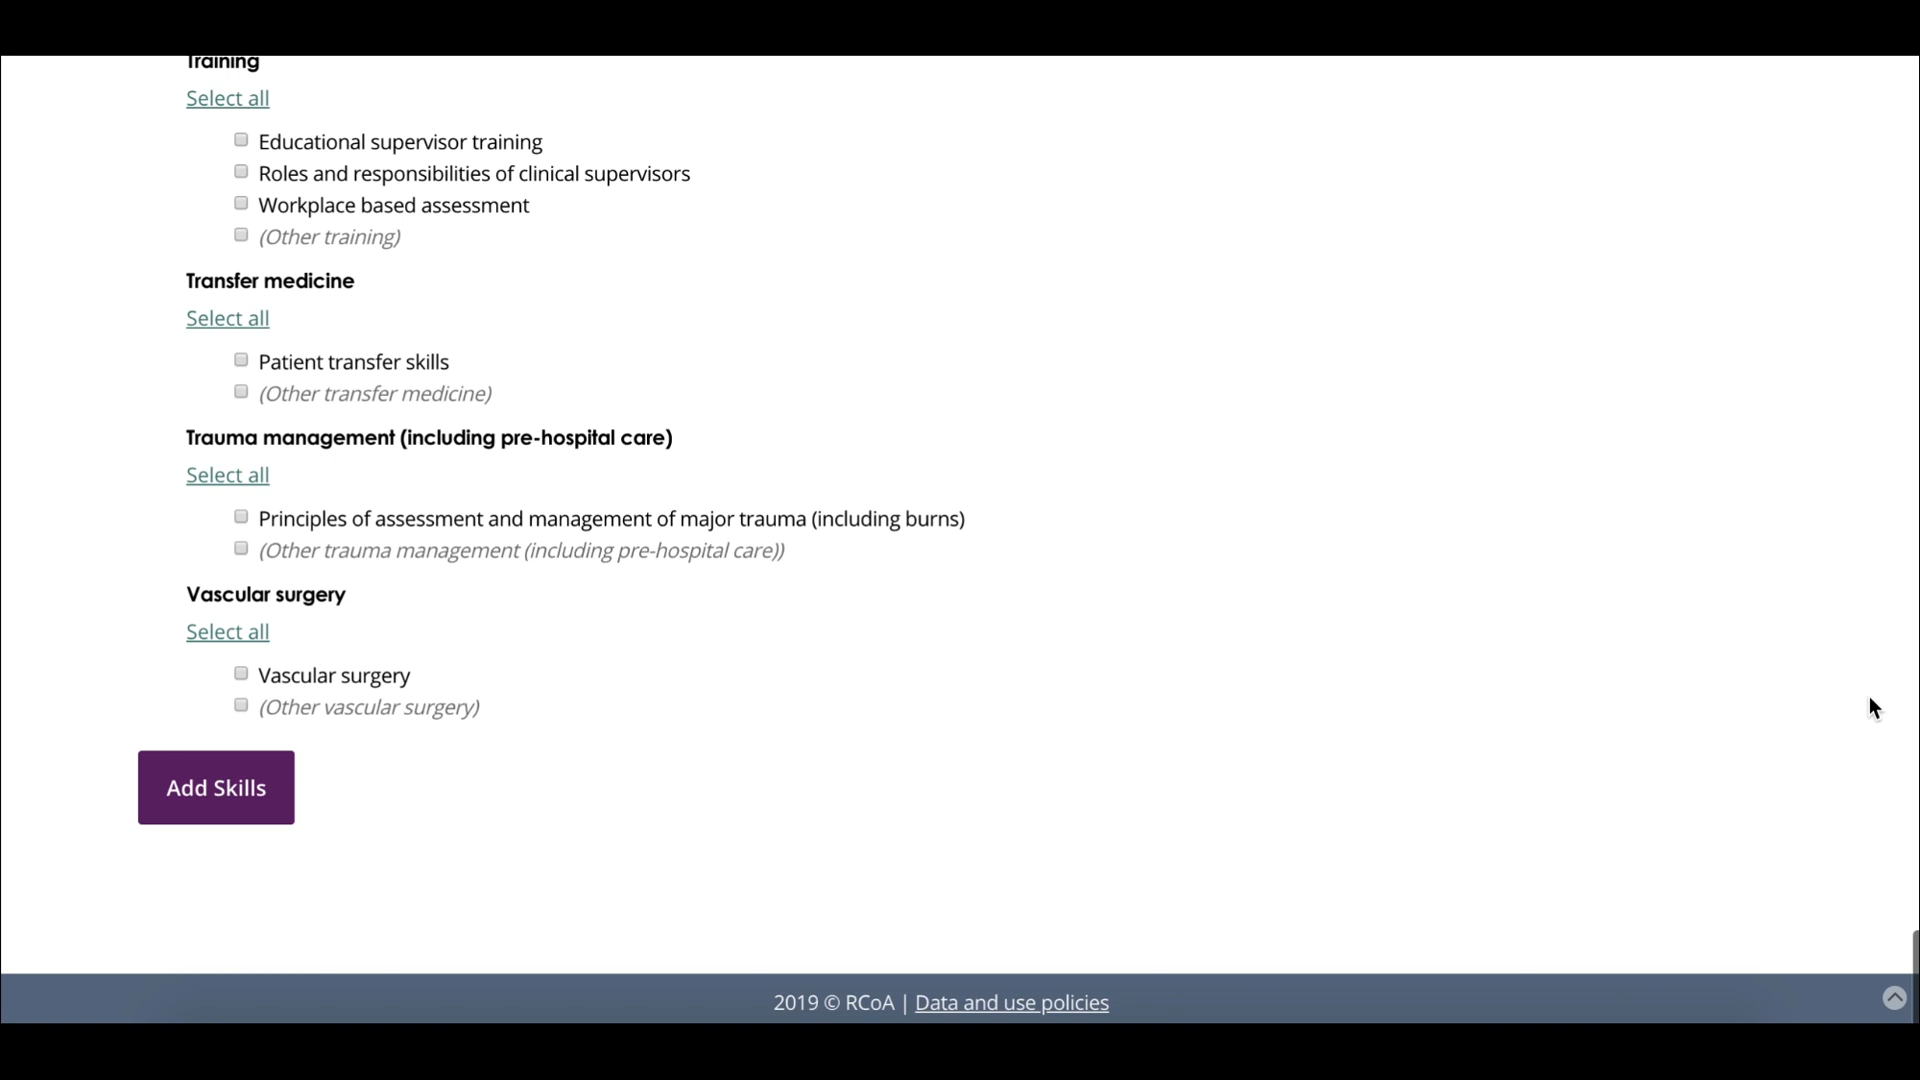 Training
Select all
Educational supervisor training
Roles and responsibilities of clinical supervisors
Workplace based assessment
(Other training)
Transfer medicine
Select all
Patient transfer skills
(Other transfer medicine)
Trauma management (including pre-hospital care)
Select all
Principles of assessment and management of major trauma (including burns)
(Other trauma management (including pre-hospital care))
Vascular surgery
Select all
Vascular surgery
(Other vascular surgery)
Add Skills
2019 © RCoA | Data and use policies